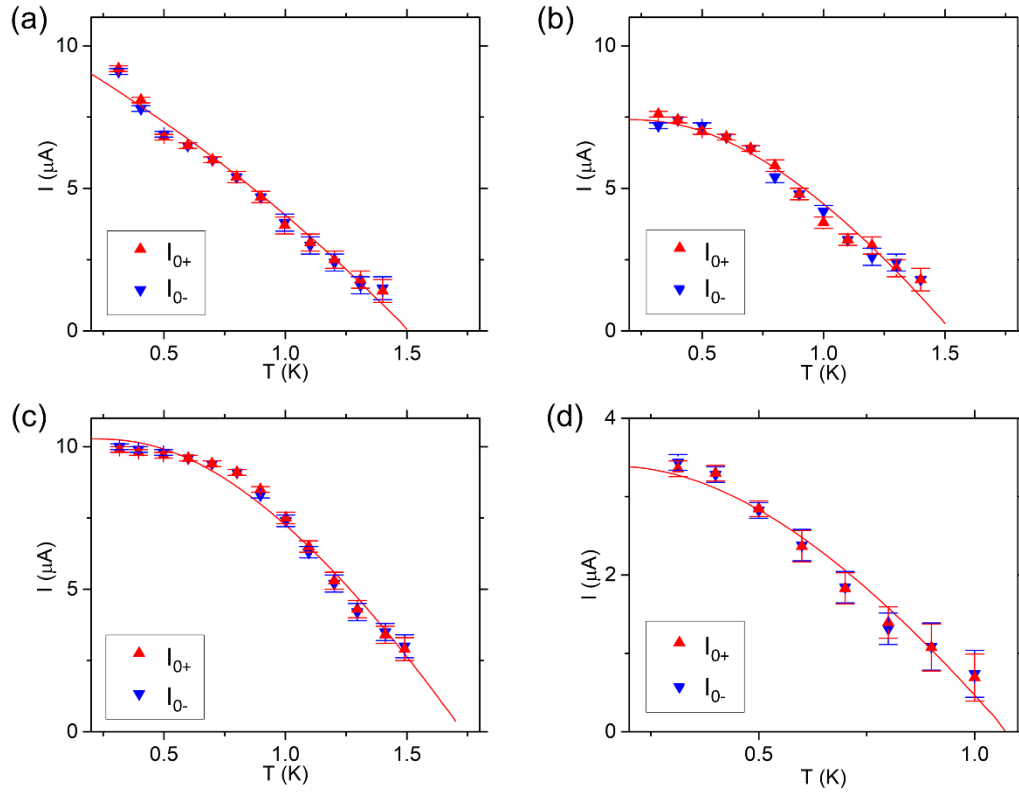 (a)
10
5
0
I (μA)
0.5 1.0 1.5
T (K)
I0+
I0-
(b)
10
5
0
I (μA)
0.5 1.0 1.5
T (K)
I0+
I0-
(c)
10
5
0
I (μA)
0.5 1.0 1.5
T (K)
I0+
I0-
(d)
4
2
0
I (μA)
0.5 1.0
T (K)
I0+
I0-